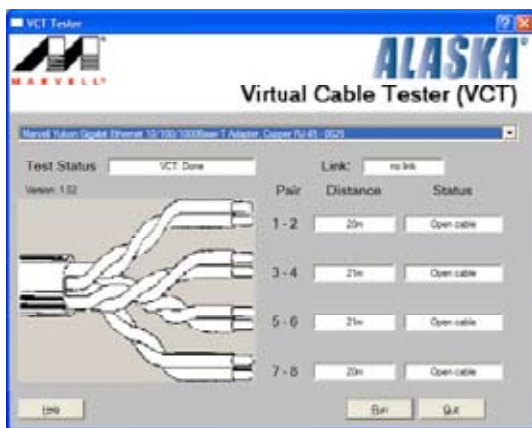 VCT Tester
MARVELL®
ALASKA®
Virtual Cable Tester (VCT)
Marvell Yukon Gigabit Ethernet 10/100/1000Base-T Adapter, Copper RJ-45 - 0025
Test Status VCT: Done Link: no link
Version: 1.02
Pair Distance Status
1 - 2 20m Open cable
3 - 4 21m Open cable
5 - 6 21m Open cable
7 - 8 20m Open cable
Help Run Quit